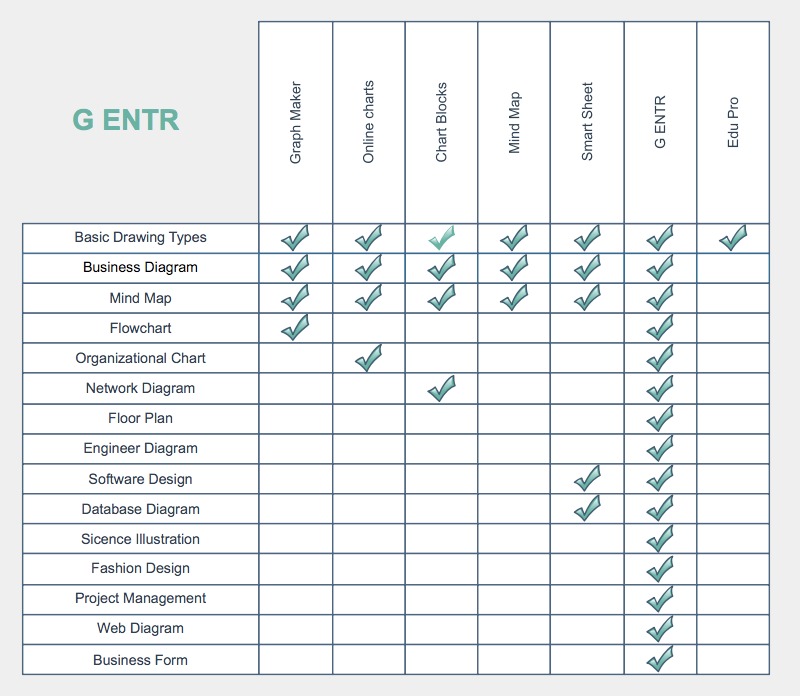 G ENTR
Graph Maker
Online charts
Chart Blocks
Mind Map
Smart Sheet
G ENTR
Edu Pro
Basic Drawing Types
Business Diagram
Mind Map
Flowchart
Organizational Chart
Network Diagram
Floor Plan
Engineer Diagram
Software Design
Database Diagram
Sicence Illustration
Fashion Design
Project Management
Web Diagram
Business Form